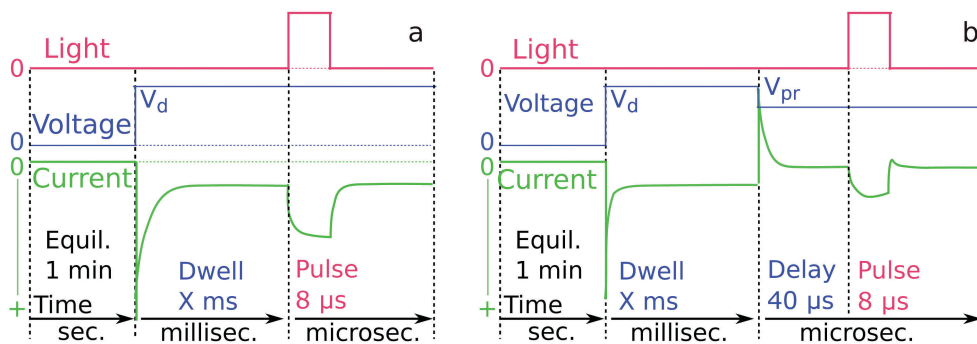 a
Light
0
V_d
Voltage
0
0
Current
Equil.
1 min
Dwell
X ms
Pulse
8 µs
+ Time
sec.
millisec.
microsec.
b
Light
0
V_d
V_pr
Voltage
0
0
Current
Equil.
1 min
Dwell
X ms
Delay
40 µs
Pulse
8 µs
+ Time
sec.
millisec.
microsec.